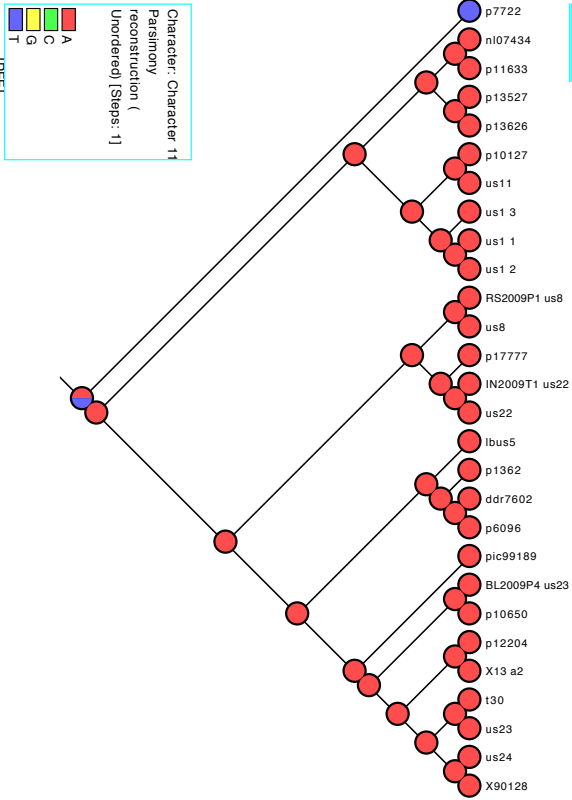 Character: Character 11
Parsimony
reconstruction (
Unordered) [Steps: 1]
A
C
G
T
p7722
nl07434
p11633
p13527
p13626
p10127
us11
us1 3
us1 1
us1 2
RS2009P1 us8
us8
p17777
IN2009T1 us22
us22
lbus5
p1362
ddr7602
p6096
pic99189
BL2009P4 us23
p10650
p12204
X13 a2
t30
us23
us24
X90128